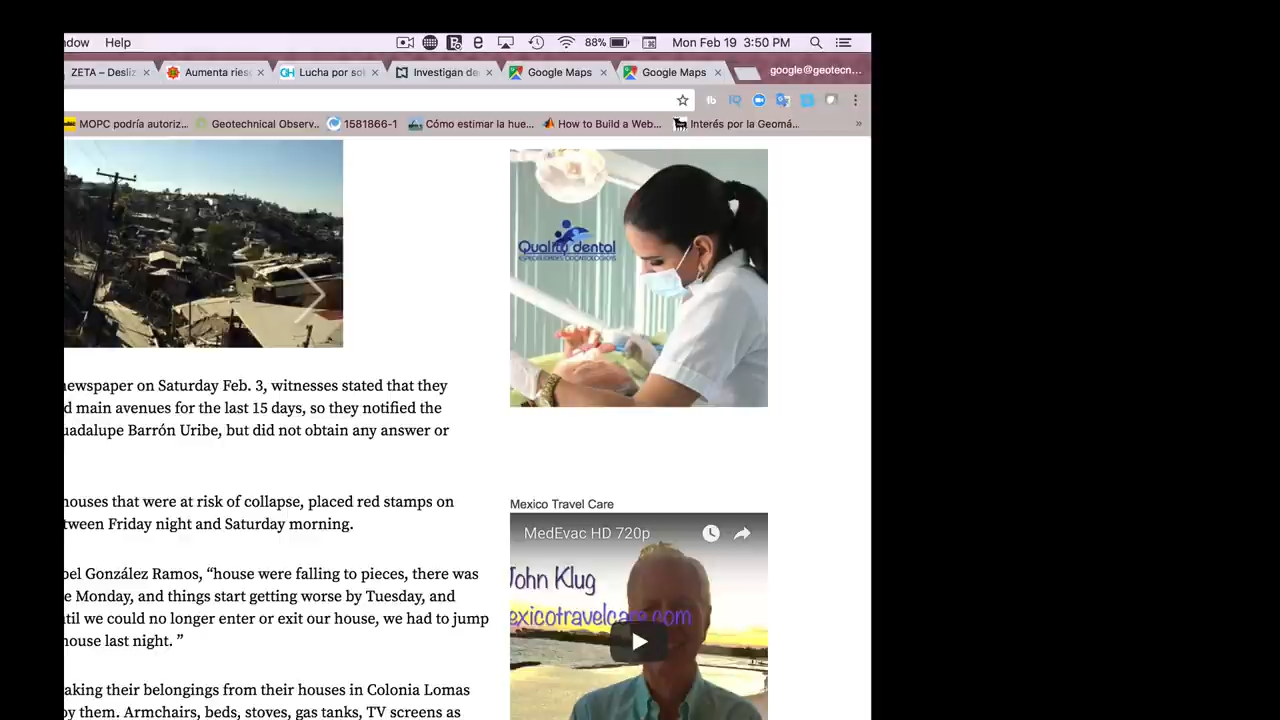 Help
88%
Mon Feb 19 3:50 PM
ZETA – Desliz
Aumenta ries
Lucha por so
Investigan de
Google Maps
Google Maps
google@geotecn...
MOPC podría autoriz...
Geotechnical Observ..
1581866-1
Cómo estimar la hue...
How to Build a Web...
Interés por la Geomá...
»
Quality dental
ESPECIALIDADES ODONTOLOGICAS
newspaper on Saturday Feb. 3, witnesses stated that they
d main avenues for the last 15 days, so they notified the
uadalupe Barrón Uribe, but did not obtain any answer or
houses that were at risk of collapse, placed red stamps on
tween Friday night and Saturday morning.
bel González Ramos, “house were falling to pieces, there was
e Monday, and things start getting worse by Tuesday, and
til we could no longer enter or exit our house, we had to jump
house last night. ”
aking their belongings from their houses in Colonia Lomas
by them. Armchairs, beds, stoves, gas tanks, TV screens as
Mexico Travel Care
MedEvac HD 720p
John Klug
exicotravelcare.com